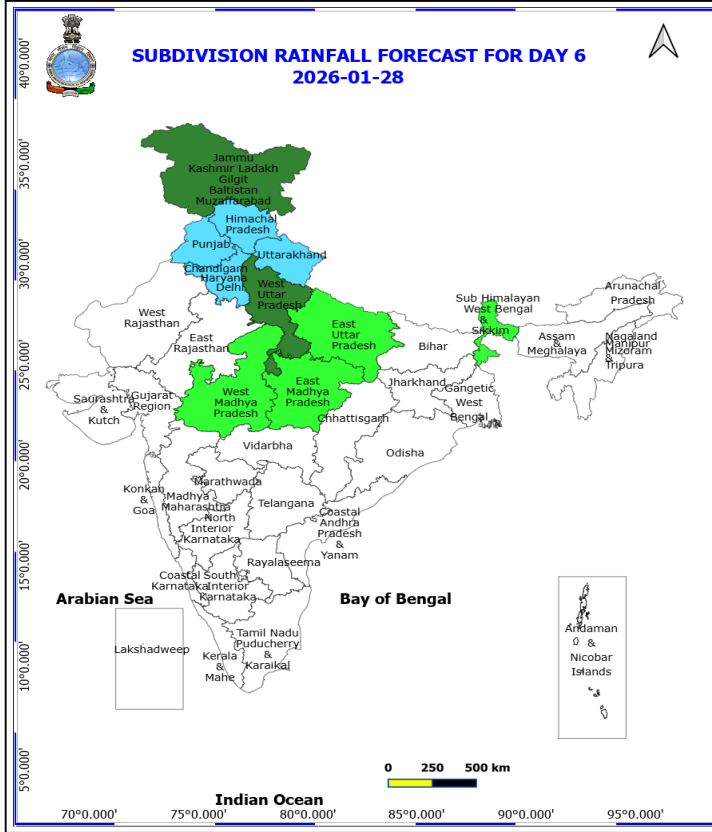 SUBDIVISION RAINFALL FORECAST FOR DAY 6
2026-01-28
40°0.000'
35°0.000'
30°0.000'
25°0.000'
20°0.000'
15°0.000'
10°0.000'
5°0.000'
Jammu
Kashmir Ladakh
Gilgit
Baltistan
Muzaffarabad
Himachal
Pradesh
Punjab
Uttarakhand
Chandigarh
Haryana
Delhi
West
Uttar Pradesh
West
Rajasthan
East
Rajasthan
East
Uttar
Pradesh
Bihar
Sub Himalayan
West Bengal
&
Sikkim
Arunachal
Pradesh
Assam
&
Meghalaya
Nagaland
Manipur
Mizoram
&
Tripura
Saurashtra
&
Kutch
Gujarat
Region
West
Madhya
Pradesh
East
Madhya
Pradesh
Jharkhand
Gangetic
West
Bengal
Chhattisgarh
Odisha
Vidarbha
Konkan
&
Goa
Madhya
Maharashtra
Marathwada
Telangana
North
Interior
Karnataka
Coastal
Andhra
Pradesh
&
Yanam
Rayalaseema
Coastal
Karnataka
South
Interior
Karnataka
Arabian Sea
Bay of Bengal
Lakshadweep
Kerala
&
Mahe
Tamil Nadu
Puducherry
&
Karaikal
Andaman
&
Nicobar
Islands
0 250 500 km
Indian Ocean
70°0.000' 75°0.000' 80°0.000' 85°0.000' 90°0.000' 95°0.000'